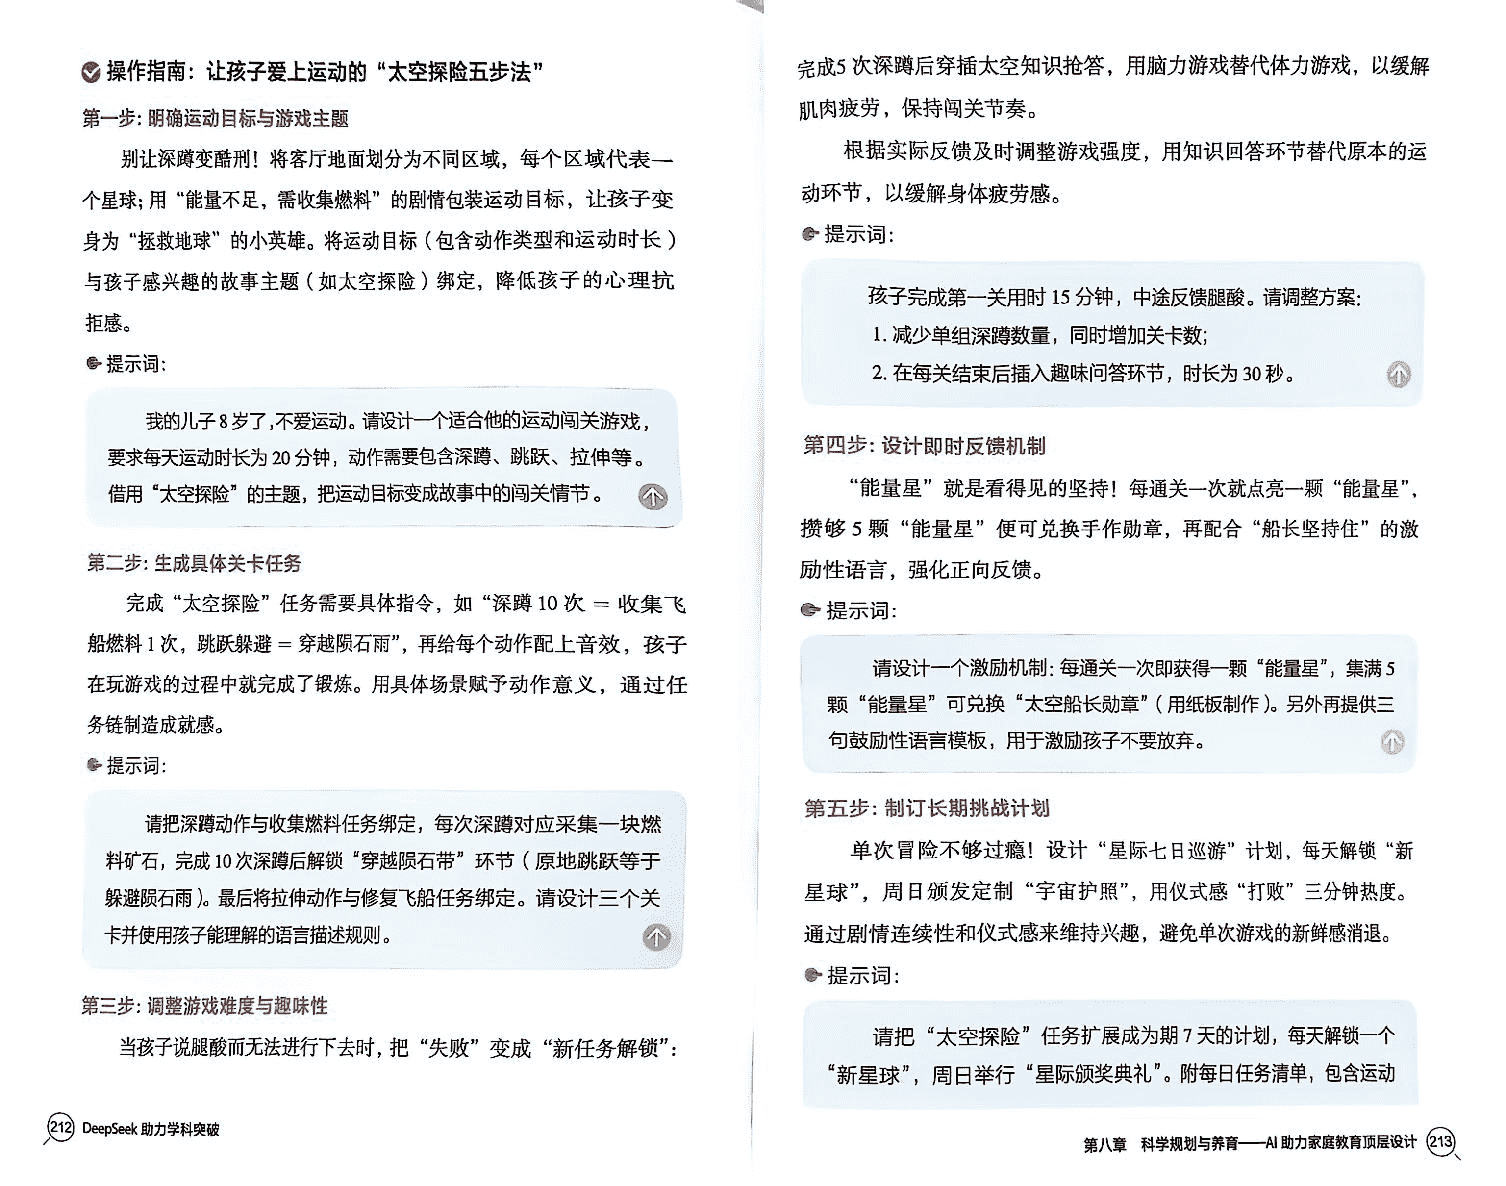 操作指南：让孩子爱上运动的“太空探险五步法”
第一步：明确运动目标与游戏主题
别让深蹲变酷刑！将客厅地面划分为不同区域，每个区域代表一
个星球；用“能量不足，需收集燃料”的剧情包装运动目标，让孩子变
身为“拯救地球”的小英雄。将运动目标（包含动作类型和运动时长）
与孩子感兴趣的故事主题（如太空探险）绑定，降低孩子的心理抗
拒感。
提示词：
我的儿子8岁了，不爱运动。请设计一个适合他的运动闯关游戏，
要求每天运动时长为20分钟，动作需要包含深蹲、跳跃、拉伸等。
借用“太空探险”的主题，把运动目标变成故事中的闯关情节。
第二步：生成具体关卡任务
完成“太空探险”任务需要具体指令，如“深蹲10次 = 收集飞
船燃料1次，跳跃躲避 = 穿越陨石雨”，再给每个动作配上音效，孩子
在玩游戏的过程中就完成了锻炼。用具体场景赋予动作意义，通过任
务链制造成就感。
提示词：
请把深蹲动作与收集燃料任务绑定，每次深蹲对应采集一块燃
料矿石，完成10次深蹲后解锁“穿越陨石带”环节（原地跳跃等于
躲避陨石雨）。最后将拉伸动作与修复飞船任务绑定。请设计三个关
卡并使用孩子能理解的语言描述规则。
第三步：调整游戏难度与趣味性
当孩子说腿酸而无法进行下去时，把“失败”变成“新任务解锁”：
212 DeepSeek 助力学科突破
完成5次深蹲后穿插太空知识抢答，用脑力游戏替代体力游戏，以缓解
肌肉疲劳，保持闯关节奏。
根据实际反馈及时调整游戏强度，用知识回答环节替代原本的运
动环节，以缓解身体疲劳感。
提示词：
孩子完成第一关用时15分钟，中途反馈腿酸。请调整方案：
1. 减少单组深蹲数量，同时增加关卡数；
2. 在每关结束后插入趣味问答环节，时长为30秒。
第四步：设计即时反馈机制
“能量星”就是看得见的坚持！每通关一次就点亮一颗“能量星”，
攒够5颗“能量星”便可兑换手作勋章，再配合“船长坚持住”的激
励性语言，强化正向反馈。
提示词：
请设计一个激励机制：每通关一次即获得一颗“能量星”，集满5
颗“能量星”可兑换“太空船长勋章”（用纸板制作）。另外再提供三
句鼓励性语言模板，用于激励孩子不要放弃。
第五步：制订长期挑战计划
单次冒险不够过瘾！设计“星际七日巡游”计划，每天解锁“新
星球”，周日颁发定制“宇宙护照”，用仪式感“打败”三分钟热度。
通过剧情连续性和仪式感来维持兴趣，避免单次游戏的新鲜感消退。
提示词：
请把“太空探险”任务扩展成为期7天的计划，每天解锁一个
“新星球”，周日举行“星际颁奖典礼”。附每日任务清单，包含运动
第八章 科学规划与养育——AI助力家庭教育顶层设计 213